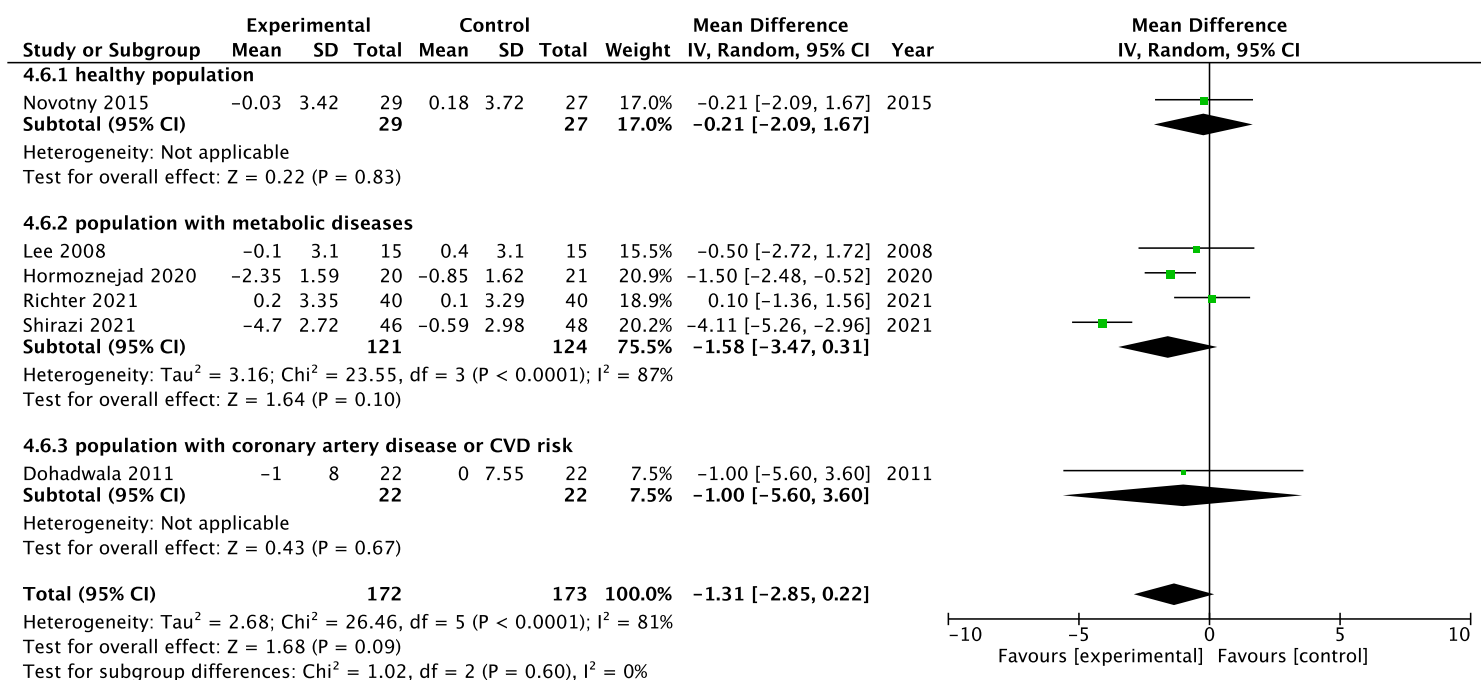 Experimental Control Mean Difference Mean Difference
Study or Subgroup Mean SD Total Mean SD Total Weight IV, Random, 95% CI Year IV, Random, 95% CI
4.6.1 healthy population
Novotny 2015 −0.03 3.42 29 0.18 3.72 27 17.0% −0.21 [−2.09, 1.67] 2015
Subtotal (95% CI) 29 27 17.0% −0.21 [−2.09, 1.67]
Heterogeneity: Not applicable
Test for overall effect: Z = 0.22 (P = 0.83)
4.6.2 population with metabolic diseases
Lee 2008 −0.1 3.1 15 0.4 3.1 15 15.5% −0.50 [−2.72, 1.72] 2008
Hormoznejad 2020 −2.35 1.59 20 −0.85 1.62 21 20.9% −1.50 [−2.48, −0.52] 2020
Richter 2021 0.2 3.35 40 0.1 3.29 40 18.9% 0.10 [−1.36, 1.56] 2021
Shirazi 2021 −4.7 2.72 46 −0.59 2.98 48 20.2% −4.11 [−5.26, −2.96] 2021
Subtotal (95% CI) 121 124 75.5% −1.58 [−3.47, 0.31]
Heterogeneity: Tau² = 3.16; Chi² = 23.55, df = 3 (P < 0.0001); I² = 87%
Test for overall effect: Z = 1.64 (P = 0.10)
4.6.3 population with coronary artery disease or CVD risk
Dohadwala 2011 −1 8 22 0 7.55 22 7.5% −1.00 [−5.60, 3.60] 2011
Subtotal (95% CI) 22 22 7.5% −1.00 [−5.60, 3.60]
Heterogeneity: Not applicable
Test for overall effect: Z = 0.43 (P = 0.67)
Total (95% CI) 172 173 100.0% −1.31 [−2.85, 0.22]
Heterogeneity: Tau² = 2.68; Chi² = 26.46, df = 5 (P < 0.0001); I² = 81%
Test for overall effect: Z = 1.68 (P = 0.09)
Test for subgroup differences: Chi² = 1.02, df = 2 (P = 0.60), I² = 0%
−10 −5 0 5 10
Favours [experimental] Favours [control]